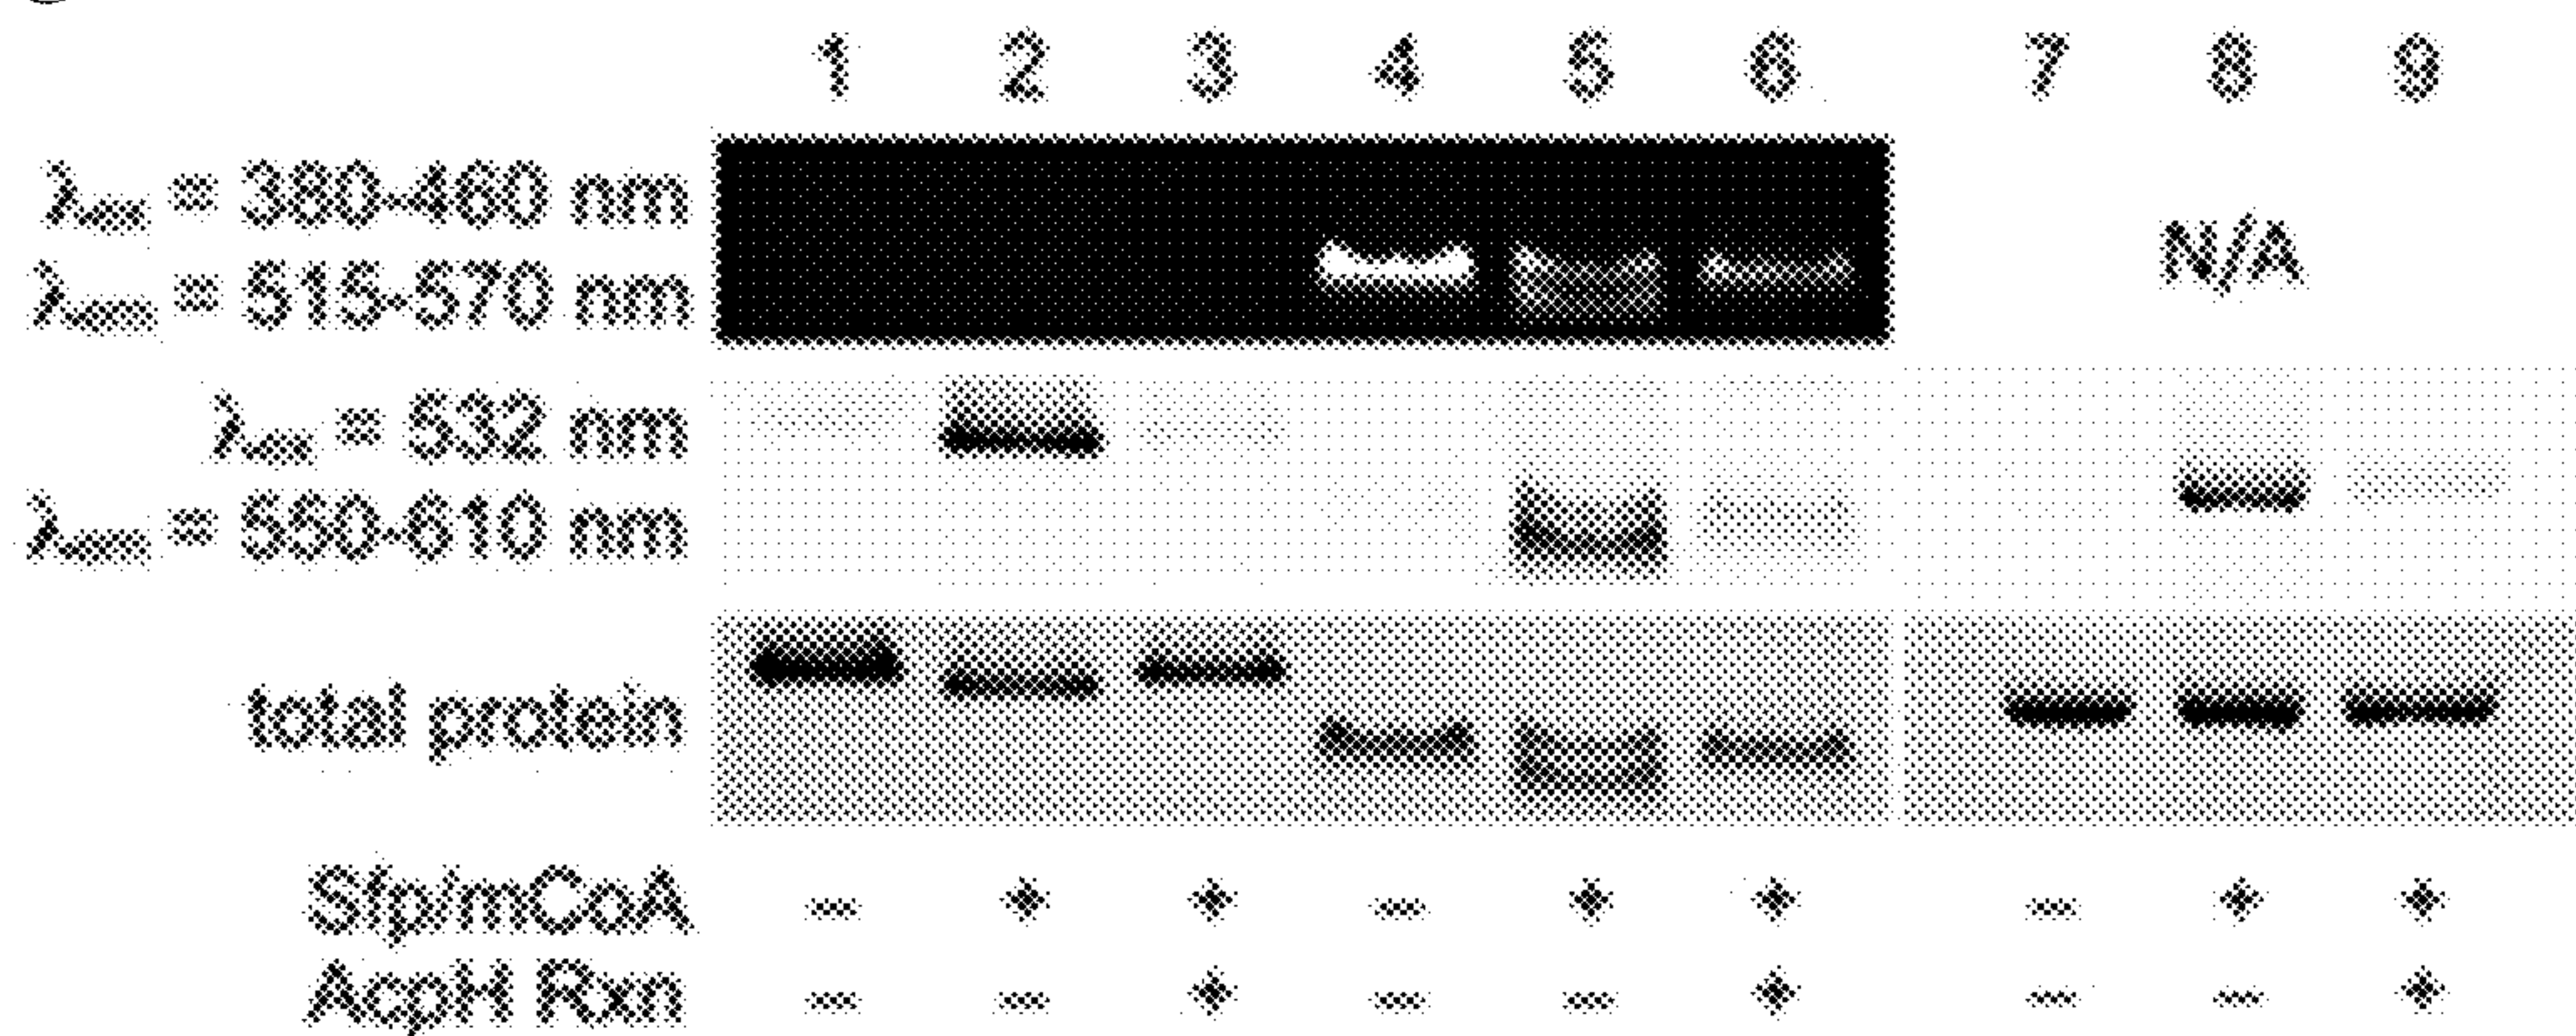 1 2 3 4 5 6 7 8 9
λex = 380-460 nm
λem = 515-570 nm
N/A
λex = 532 nm
λem = 550-610 nm
total protein
Sfp/mCoA – + + – + + – + +
AcpH Rxn – – + – – + – – +